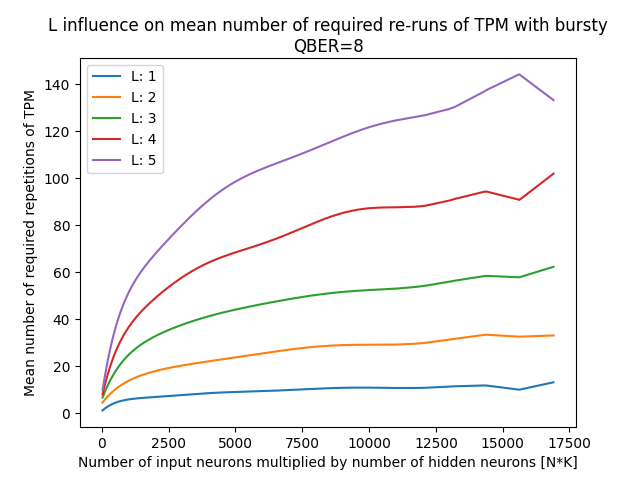 L influence on mean number of required re-runs of TPM with bursty
QBER=8
Mean number of required repetitions of TPM
140
120
100
80
60
40
20
0
L: 1
L: 2
L: 3
L: 4
L: 5
0 2500 5000 7500 10000 12500 15000 17500
Number of input neurons multiplied by number of hidden neurons [N*K]